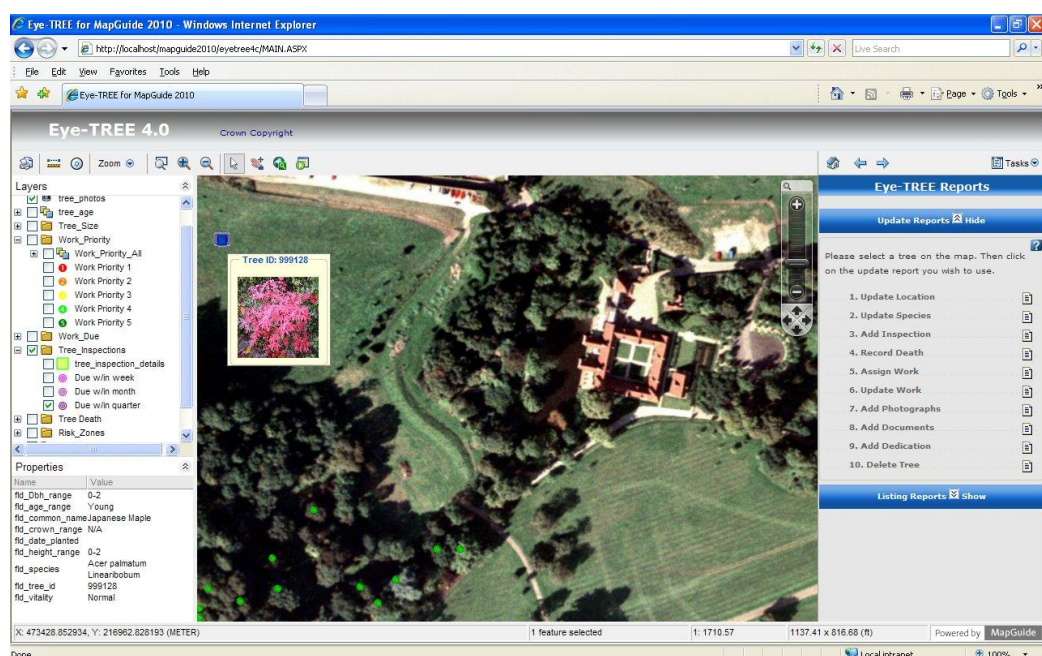 Eye-TREE for MapGuide 2010 - Windows Internet Explorer
http://localhost/mapguide2010/eyetree4c/MAIN.ASPX
Live Search
File Edit View Favorites Tools Help
Eye-TREE for MapGuide 2010
Page Tools
Eye-TREE 4.0 Crown Copyright
Zoom
Tasks
Layers
tree_photos
tree_age
Tree_Size
Work_Priority
Work_Priority_All
1 Work Priority 1
2 Work Priority 2
Work Priority 3
4 Work Priority 4
5 Work Priority 5
Work_Due
Tree_Inspections
tree_inspection_details
Due w/in week
Due w/in month
Due w/in quarter
Tree Death
Risk_Zones
Properties
Name Value
fld_Dbh_range 0-2
fld_age_range Young
fld_common_name Japanese Maple
fld_crown_range N/A
fld_date_planted
fld_height_range 0-2
fld_species Acer palmatum Linearibobum
fld_tree_id 999128
fld_vitality Normal
Tree ID: 999128
Eye-TREE Reports
Update Reports Hide
Please select a tree on the map. Then click
on the update report you wish to use.
1. Update Location
2. Update Species
3. Add Inspection
4. Record Death
5. Assign Work
6. Update Work
7. Add Photographs
8. Add Documents
9. Add Dedication
10. Delete Tree
Listing Reports Show
X: 473428.852934, Y: 216962.828193 (METER) 1 feature selected 1: 1710.57 1137.41 x 816.68 (ft) Powered by MapGuide
Done Local intranet 100%